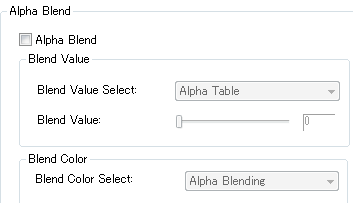 Alpha Blend
Alpha Blend
Blend Value
Blend Value Select: Alpha Table
Blend Value: 0
Blend Color
Blend Color Select: Alpha Blending